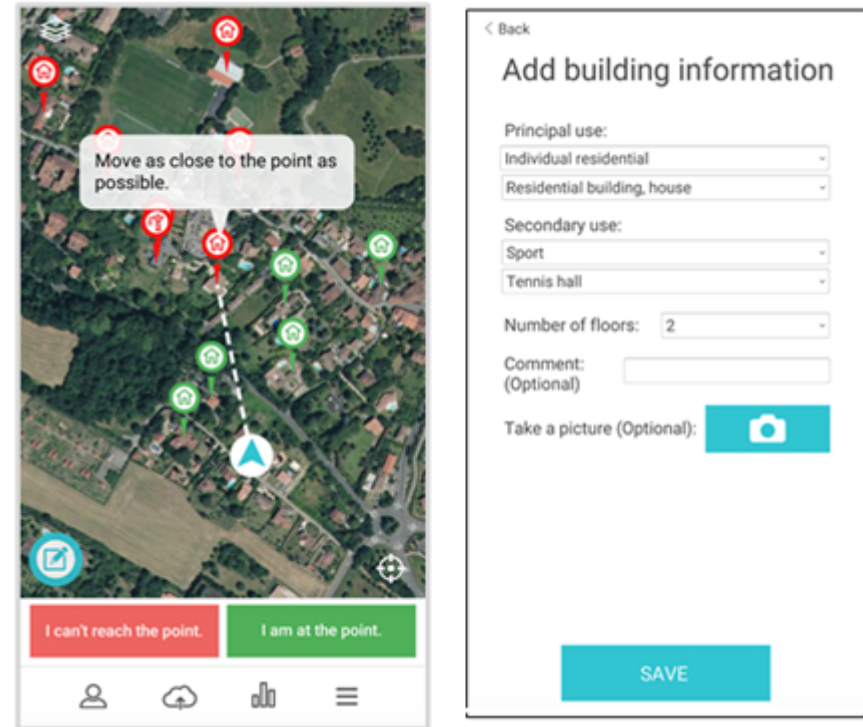 Move as close to the point as
possible.
I can't reach the point.
I am at the point.
< Back
Add building information
Principal use:
Individual residential
Residential building, house
Secondary use:
Sport
Tennis hall
Number of floors: 2
Comment:
(Optional)
Take a picture (Optional):
SAVE